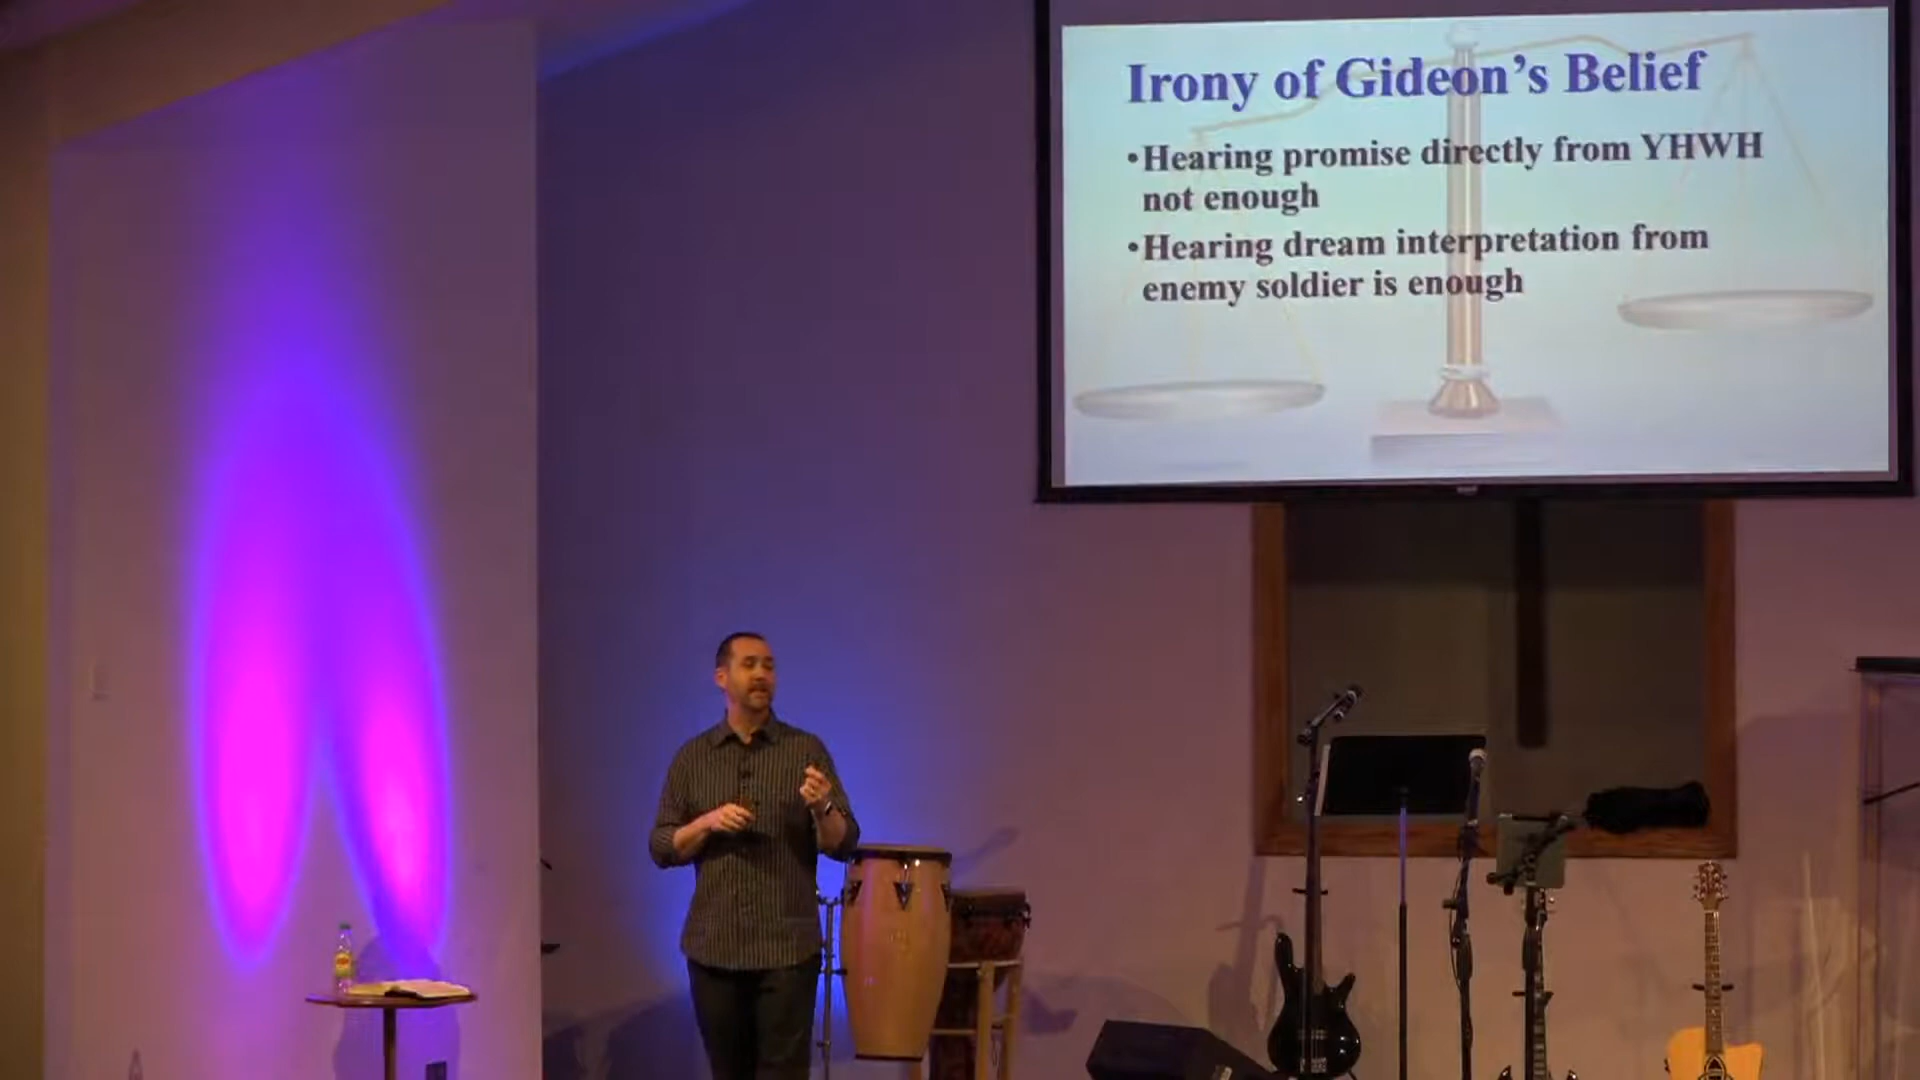 Irony of Gideon's Belief
•Hearing promise directly from YHWH
not enough
•Hearing dream interpretation from
enemy soldier is enough